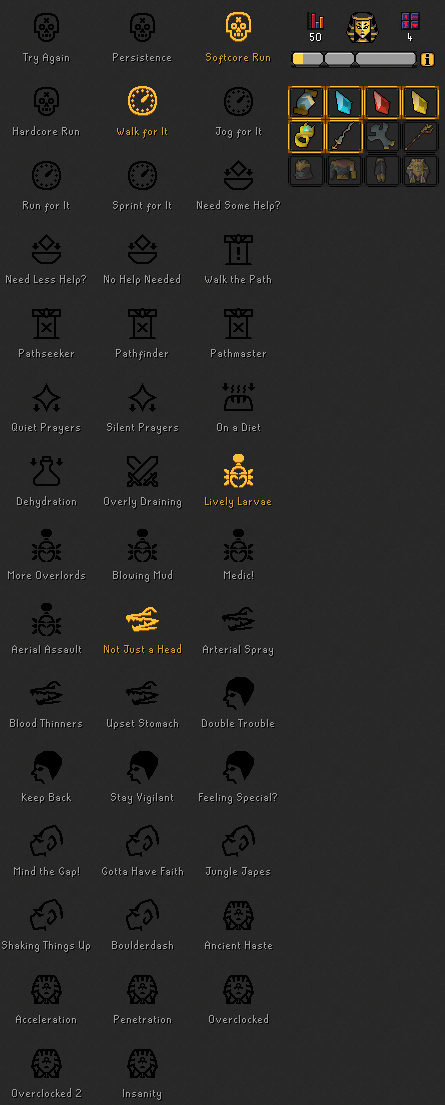 Try Again Persistence Softcore Run 50 4
Hardcore Run Walk for It Jog for It
Run for It Sprint for It Need Some Help?
Need Less Help? No Help Needed Walk the Path
Pathseeker Pathfinder Pathmaster
Quiet Prayers Silent Prayers On a Diet
Dehydration Overly Draining Lively Larvae
More Overlords Blowing Mud Medic!
Aerial Assault Not Just a Head Arterial Spray
Blood Thinners Upset Stomach Double Trouble
Keep Back Stay Vigilant Feeling Special?
Mind the Gap! Gotta Have Faith Jungle Japes
Shaking Things Up Boulderdash Ancient Haste
Acceleration Penetration Overclocked
Overclocked 2 Insanity